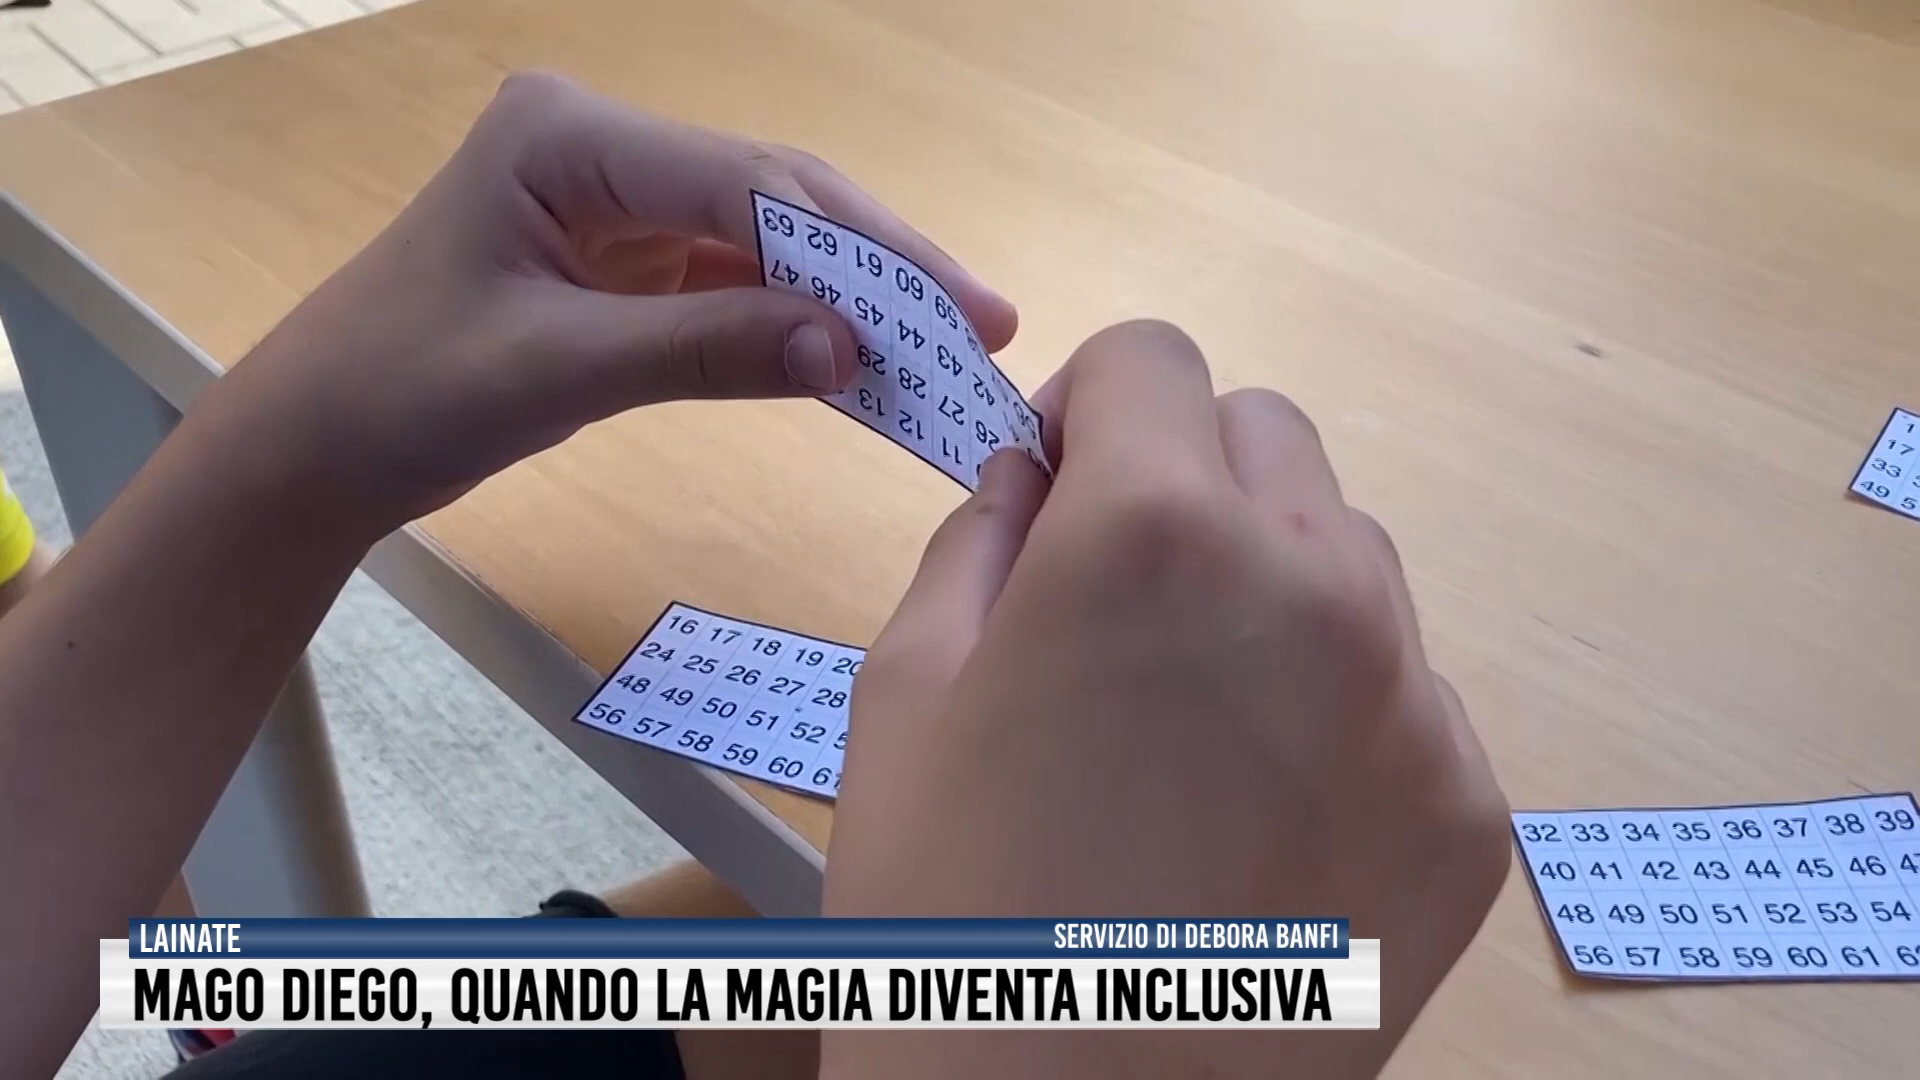 63 62 61 60 59
47 46 45 44 43 42
29 28 27 26
13 12 11
1
17
33
49 5
16 17 18 19 20
24 25 26 27 28
48 49 50 51 52
56 57 58 59 60 61
32 33 34 35 36 37 38 39
40 41 42 43 44 45 46
48 49 50 51 52 53 54
56 57 58 59 60 61
LAINATE SERVIZIO DI DEBORA BANFI
MAGO DIEGO, QUANDO LA MAGIA DIVENTA INCLUSIVA